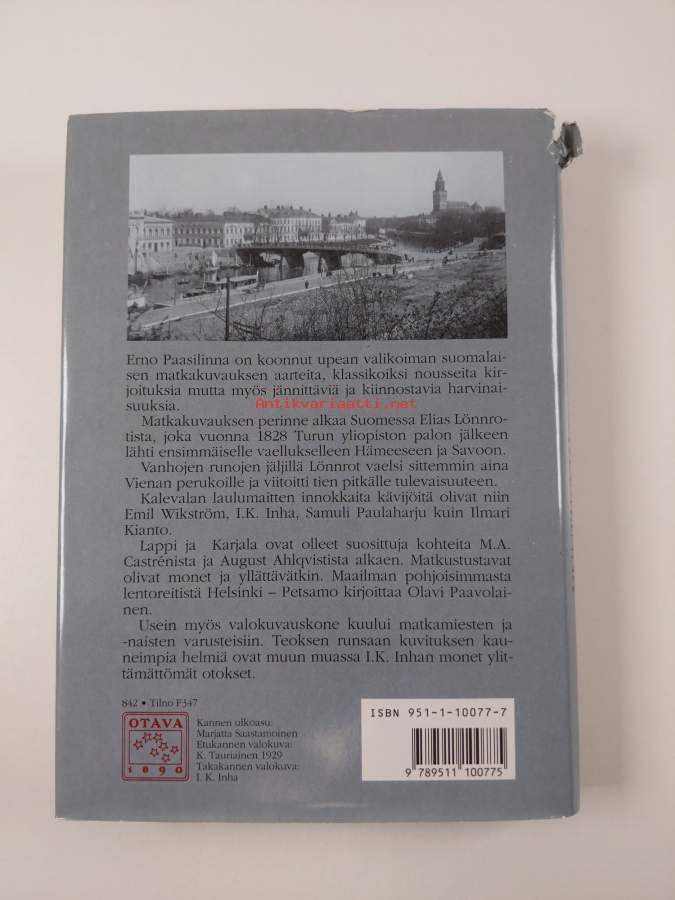 Erno Paasilinna on koonnut upean valikoiman suomalai-
sen matkakuvauksen aarteita, klassikoiksi nousseita kir-
joituksia mutta myös jännittäviä ja kiinnostavia harvinai-
suuksia.
Antikvariaatti.net
Matkakuvauksen perinne alkaa Suomessa Elias Lönnro-
tista, joka vuonna 1828 Turun yliopiston palon jälkeen
lähti ensimmäiselle vaellukselleen Hämeeseen ja Savoon.
Vanhojen runojen jäljillä Lönnrot vaelsi sittemmin aina
Vienan perukoille ja viitoitti tien pitkälle tulevaisuuteen.
Kalevalan laulumaitten innokkaita kävijöitä olivat niin
Emil Wikström, I.K. Inha, Samuli Paulaharju kuin Ilmari
Kianto.
Lappi ja Karjala ovat olleet suosittuja kohteita M.A.
Castrénista ja August Ahlqvistista alkaen. Matkustustavat
olivat monet ja yllättävätkin. Maailman pohjoisimmasta
lentoreitistä Helsinki – Petsamo kirjoittaa Olavi Paavolai-
nen.
Usein myös valokuvauskone kuului matkamiesten ja
-naisten varusteisiin. Teoksen runsaan kuvituksen kau-
neimpia helmiä ovat muun muassa I.K. Inhan monet ylit-
tämättömät otokset.
842 • Tilno F347
OTAVA
1890
Kannen ulkoasu:
Marjatta Saastamoinen
Etukannen valokuva:
K. Tauriainen 1929
Takakannen valokuva:
I. K. Inha
ISBN 951-1-10077-7
9 789511 100775